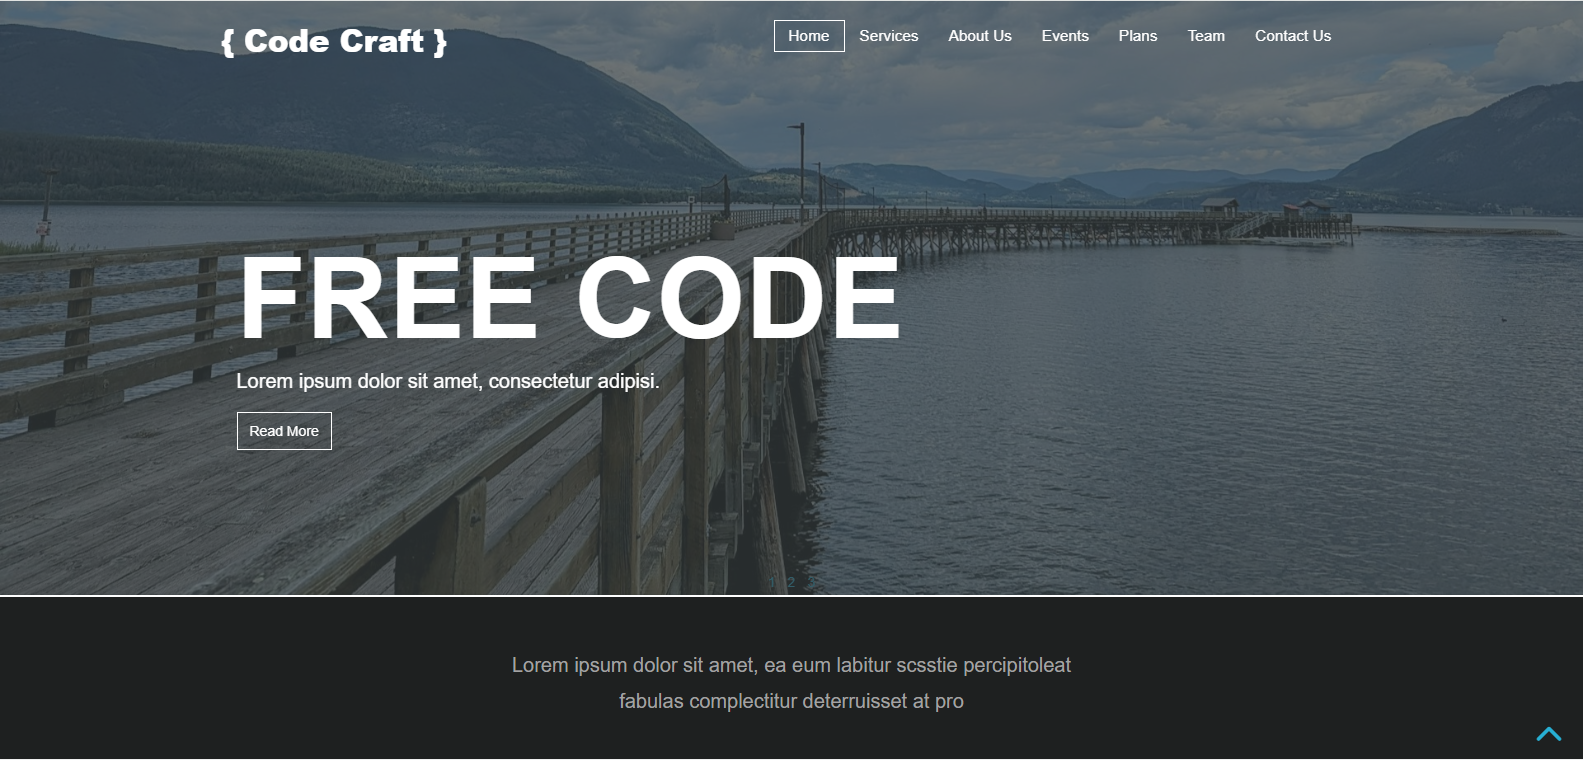 { Code Craft }
Home Services About Us Events Plans Team Contact Us
FREE CODE
Lorem ipsum dolor sit amet, consectetur adipisi.
Read More
1 2 3
Lorem ipsum dolor sit amet, ea eum labitur scsstie percipitoleat
fabulas complectitur deterruisset at pro